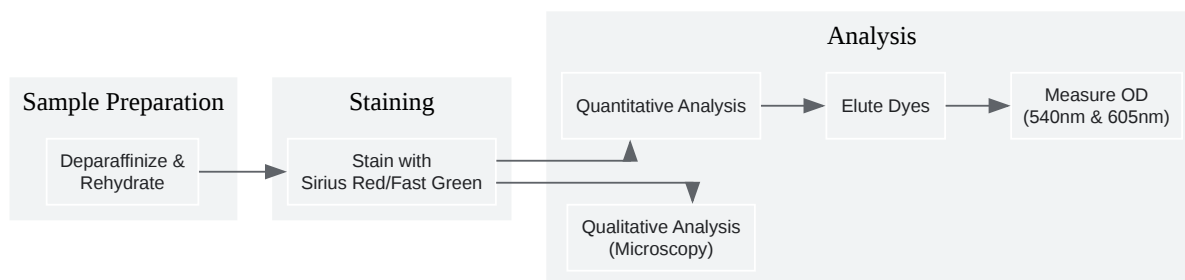 Sample Preparation
Deparaffinize &
Rehydrate
Staining
Stain with
Sirius Red/Fast Green
Analysis
Quantitative Analysis
Elute Dyes
Measure OD
(540nm & 605nm)
Qualitative Analysis
(Microscopy)